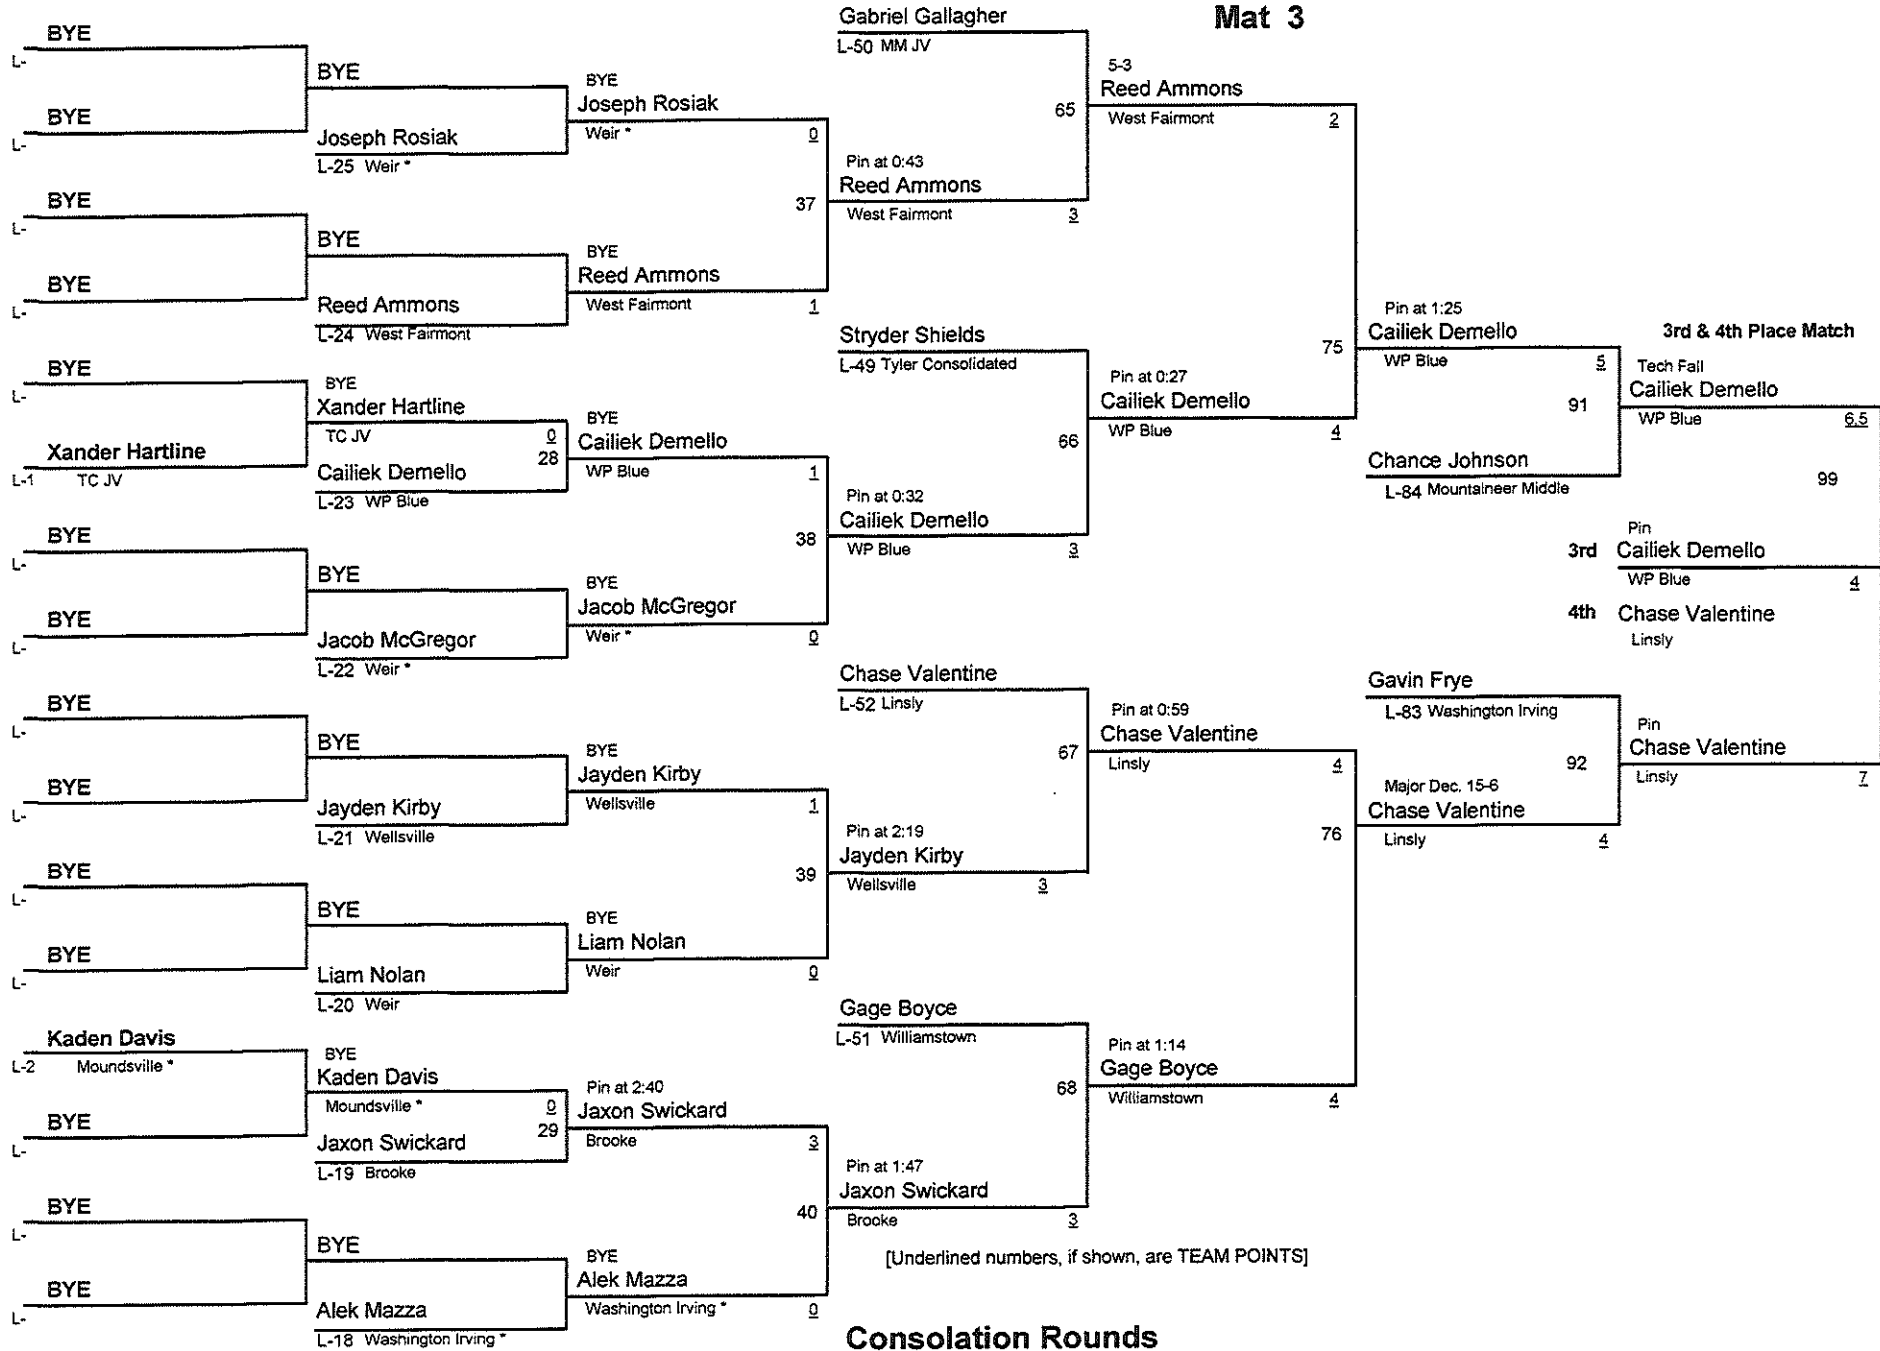 Mat 3
BYE
L-
BYE
L-
BYE
L-
BYE
L-
BYE
L-
Xander Hartline
L-1 TC JV
BYE
L-
BYE
L-
BYE
L-
BYE
L-
BYE
L-
BYE
L-
Kaden Davis
L-2 Moundsville *
BYE
L-
BYE
L-
BYE
L-
BYE
Joseph Rosiak
L-25 Weir *
BYE
Reed Ammons
L-24 West Fairmont
BYE
Xander Hartline
TC JV 0
28
Cailiek Demello
L-23 WP Blue
BYE
Jacob McGregor
L-22 Weir *
BYE
Jayden Kirby
L-21 Wellsville
BYE
Liam Nolan
L-20 Weir
BYE
Kaden Davis
Moundsville * 0
29
Jaxon Swickard
L-19 Brooke
BYE
Alek Mazza
L-18 Washington Irving *
BYE
Joseph Rosiak
Weir * 0
37
BYE
Reed Ammons
West Fairmont 1
BYE
Cailiek Demello
WP Blue 1
38
BYE
Jacob McGregor
Weir * 0
BYE
Jayden Kirby
Wellsville 1
39
BYE
Liam Nolan
Weir 0
Pin at 2:40
Jaxon Swickard
Brooke 3
40
BYE
Alek Mazza
Washington Irving * 0
Gabriel Gallagher
L-50 MM JV
65
Pin at 0:43
Reed Ammons
West Fairmont 3
Stryder Shields
L-49 Tyler Consolidated
66
Pin at 0:32
Cailiek Demello
WP Blue 3
Chase Valentine
L-52 Linsly
67
Pin at 2:19
Jayden Kirby
Wellsville 3
Gage Boyce
L-51 Williamstown
68
Pin at 1:47
Jaxon Swickard
Brooke 3
5-3
Reed Ammons
West Fairmont 2
75
Pin at 0:27
Cailiek Demello
WP Blue 4
Pin at 0:59
Chase Valentine
Linsly 4
76
Pin at 1:14
Gage Boyce
Williamstown 4
Pin at 1:25
Cailiek Demello
WP Blue 5
91
Chance Johnson
L-84 Mountaineer Middle
Gavin Frye
L-83 Washington Irving
92
Major Dec. 15-6
Chase Valentine
Linsly 4
3rd & 4th Place Match
Tech Fall
Cailiek Demello
WP Blue 6.5
99
Pin
3rd Cailiek Demello
WP Blue 4
4th Chase Valentine
Linsly
Pin
Chase Valentine
Linsly 7
[Underlined numbers, if shown, are TEAM POINTS]
Consolation Rounds